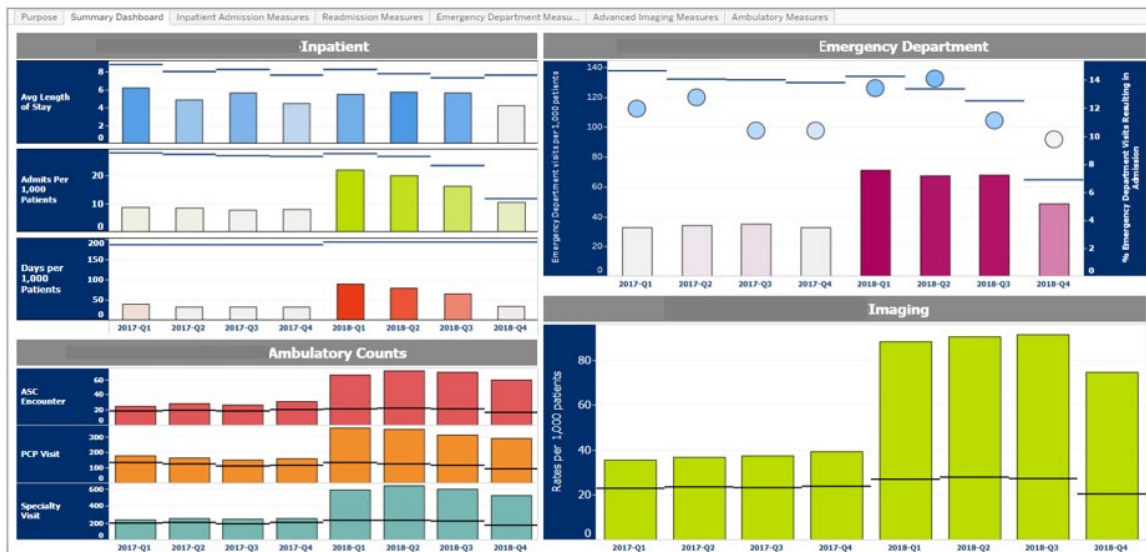 Purpose
Summary Dashboard
Inpatient Admission Measures
Readmission Measures
Emergency Department Measu...
Advanced Imaging Measures
Ambulatory Measures
Inpatient
Avg Length
of Stay
8
6
4
2
0
Admits Per
1,000
Patients
20
10
0
Days per
1,000
Patients
200
150
100
50
0
2017-Q1
2017-Q2
2017-Q3
2017-Q4
2018-Q1
2018-Q2
2018-Q3
2018-Q4
Ambulatory Counts
ASC
Encounter
60
40
20
0
PCP Visit
300
200
100
0
Specialty
Visit
600
400
200
0
2017-Q1
2017-Q2
2017-Q3
2017-Q4
2018-Q1
2018-Q2
2018-Q3
2018-Q4
Emergency Department
Emergency Department visits per 1,000 patients
140
120
100
80
60
40
20
0
14
12
10
8
6
4
2
0
% Emergency Department Visits Resulting in
Admission
2017-Q1
2017-Q2
2017-Q3
2017-Q4
2018-Q1
2018-Q2
2018-Q3
2018-Q4
Imaging
Rates per 1,000 patients
80
60
40
20
0
2017-Q1
2017-Q2
2017-Q3
2017-Q4
2018-Q1
2018-Q2
2018-Q3
2018-Q4